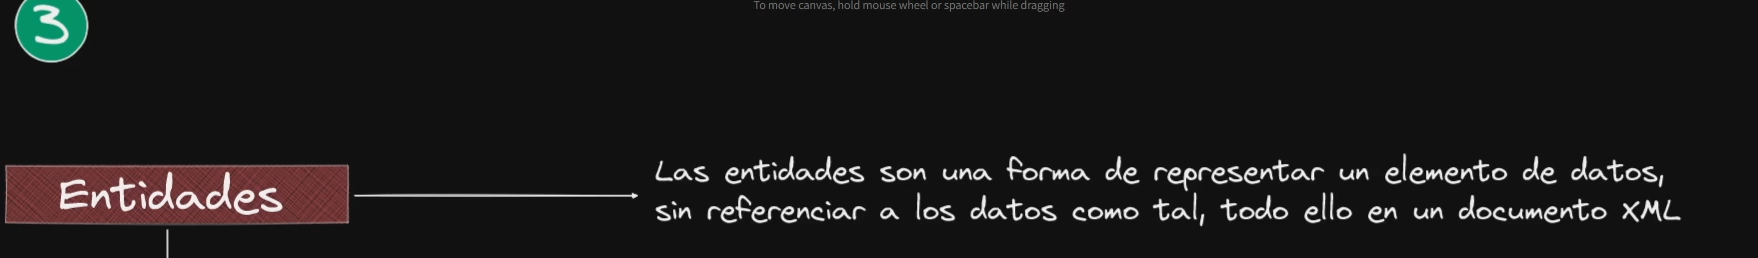 To move canvas, hold mouse wheel or spacebar while dragging
3
Entidades
Las entidades son una forma de representar un elemento de datos,
sin referenciar a los datos como tal, todo ello en un documento XML